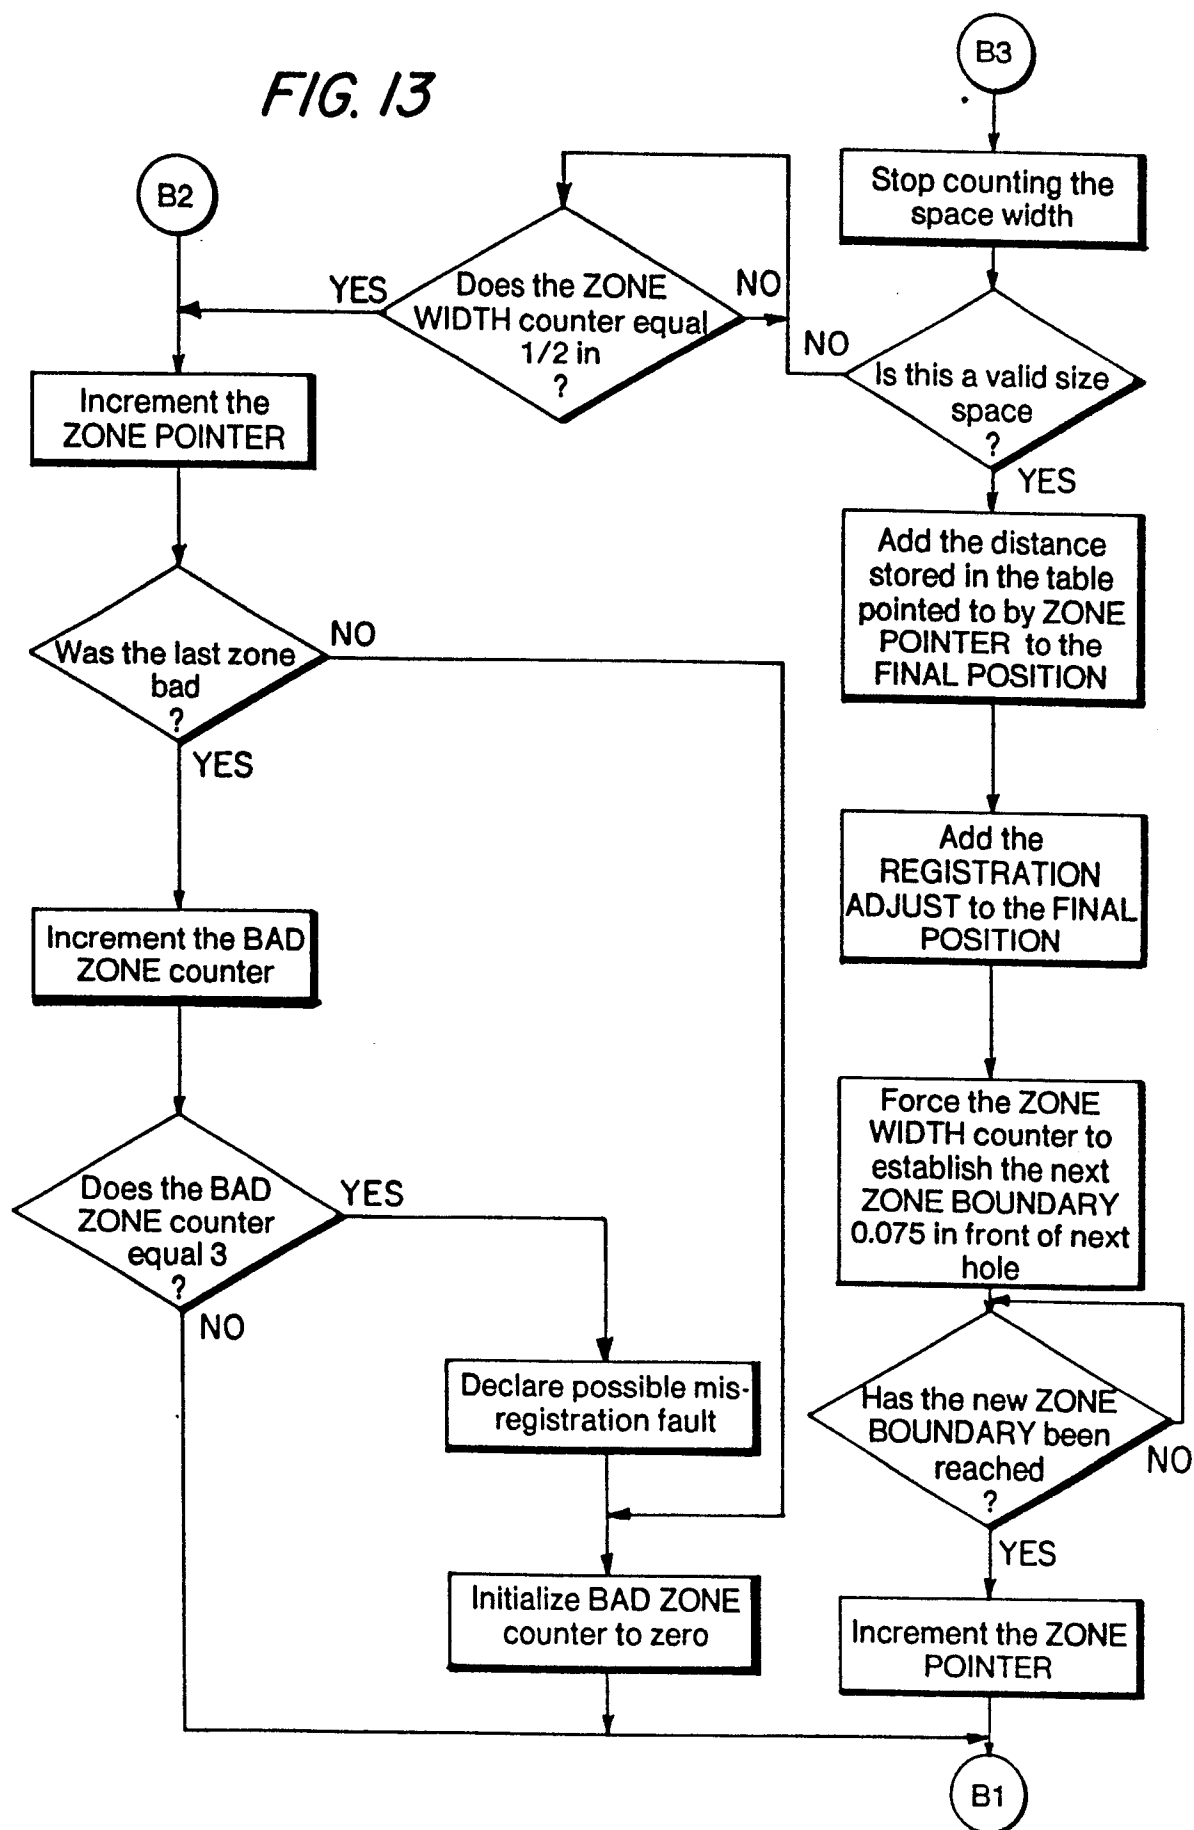 FIG. 13
B3
Stop counting the
space width
B2
Does the ZONE
WIDTH counter equal
1/2 in
?
YES
NO
Is this a valid size
space
?
NO
YES
Increment the
ZONE POINTER
Was the last zone
bad
?
NO
YES
Add the distance
stored in the table
pointed to by ZONE
POINTER to the
FINAL POSITION
Add the
REGISTRATION
ADJUST to the FINAL
POSITION
Increment the BAD
ZONE counter
Does the BAD
ZONE counter
equal 3
?
YES
NO
Force the ZONE
WIDTH counter to
establish the next
ZONE BOUNDARY
0.075 in front of next
hole
Declare possible mis-
registration fault
Has the new ZONE
BOUNDARY been
reached
?
NO
YES
Initialize BAD ZONE
counter to zero
Increment the ZONE
POINTER
B1